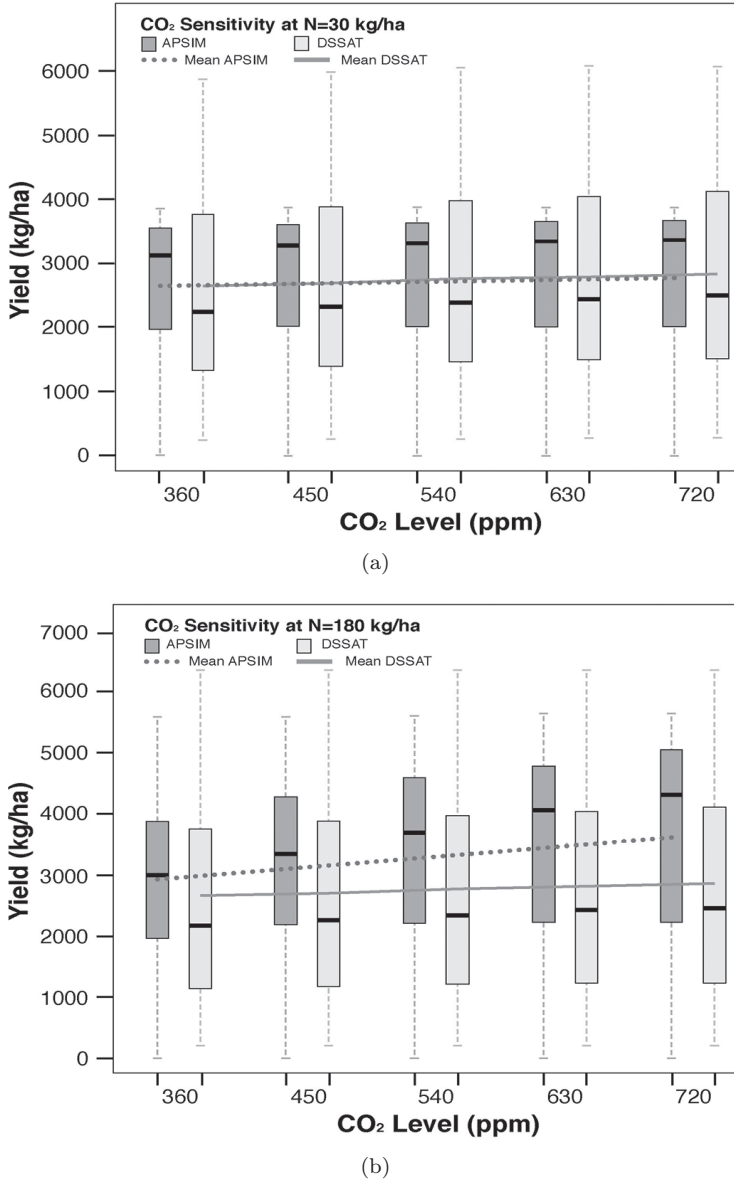 CO₂ Sensitivity at N=30 kg/ha
APSIM DSSAT
Mean APSIM Mean DSSAT
6000
5000
4000
3000
2000
1000
0
Yield (kg/ha)
360 450 540 630 720
CO₂ Level (ppm)
(a)
CO₂ Sensitivity at N=180 kg/ha
APSIM DSSAT
Mean APSIM Mean DSSAT
7000
6000
5000
4000
3000
2000
1000
0
Yield (kg/ha)
360 450 540 630 720
CO₂ Level (ppm)
(b)